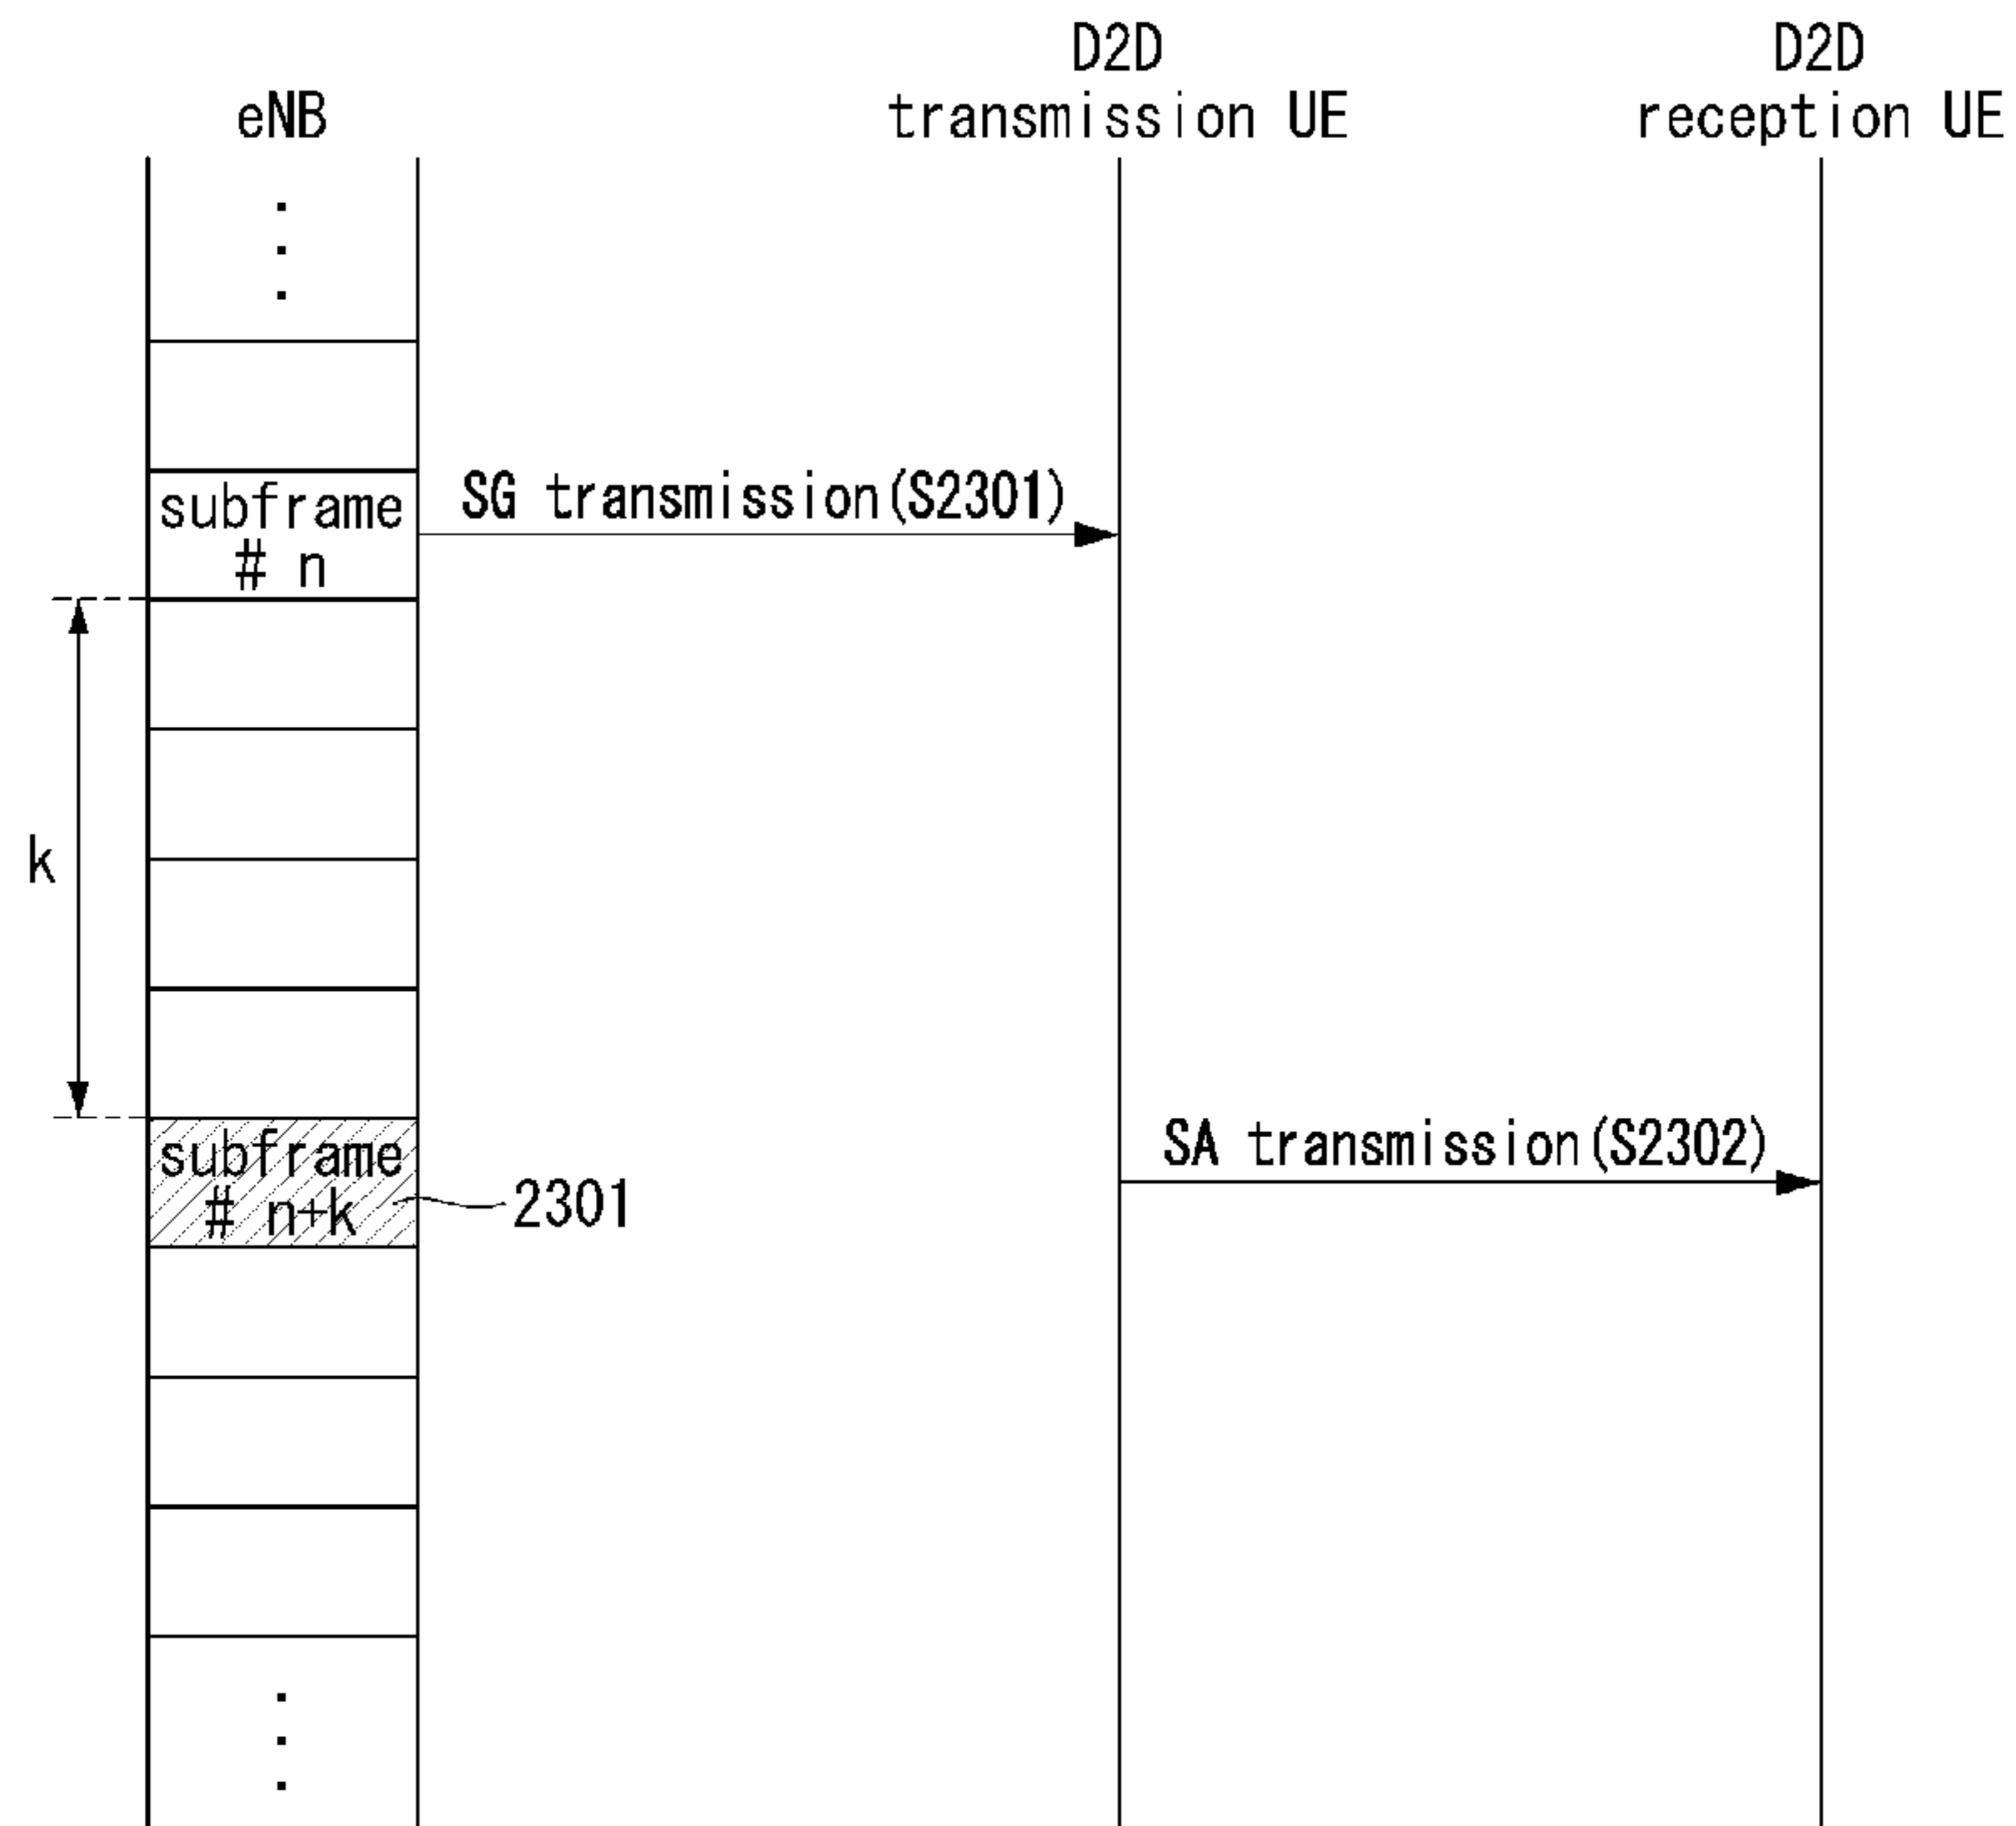 eNB
D2D
transmission UE
D2D
reception UE
subframe
# n
SG transmission(S2301)
k
subframe
# n+k
2301
SA transmission(S2302)